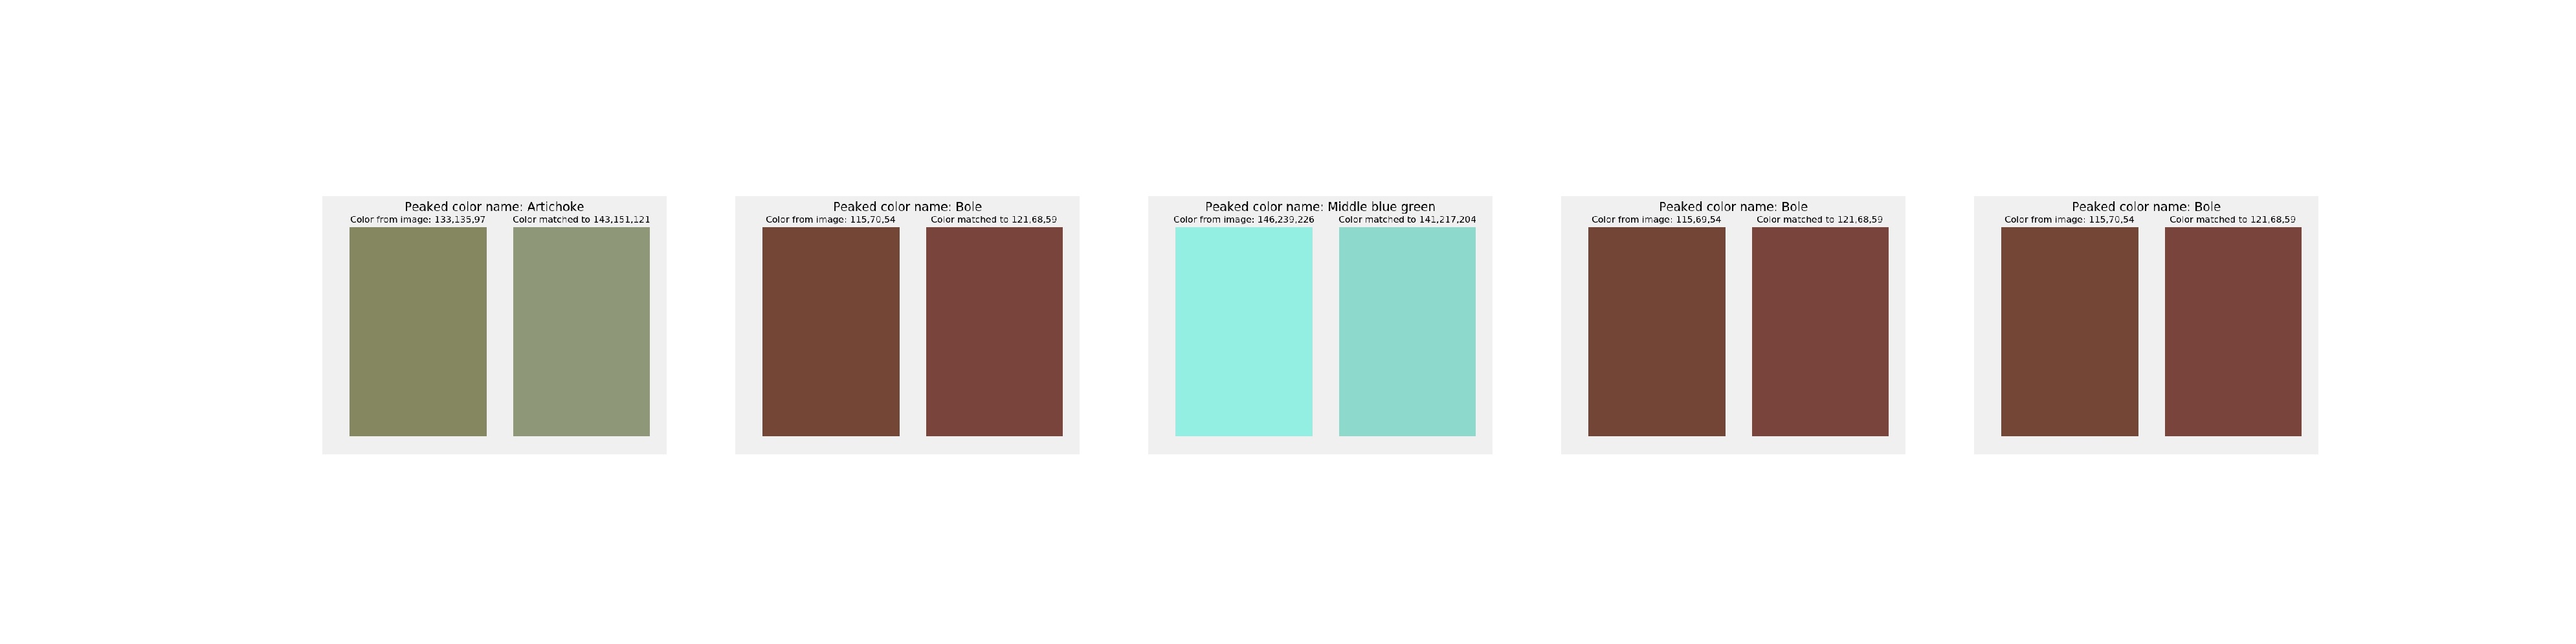 Peaked color name: Artichoke
Color from image: 133,135,97
Color matched to 143,151,121
Peaked color name: Bole
Color from image: 115,70,54
Color matched to 121,68,59
Peaked color name: Middle blue green
Color from image: 146,239,226
Color matched to 141,217,204
Peaked color name: Bole
Color from image: 115,69,54
Color matched to 121,68,59
Peaked color name: Bole
Color from image: 115,70,54
Color matched to 121,68,59